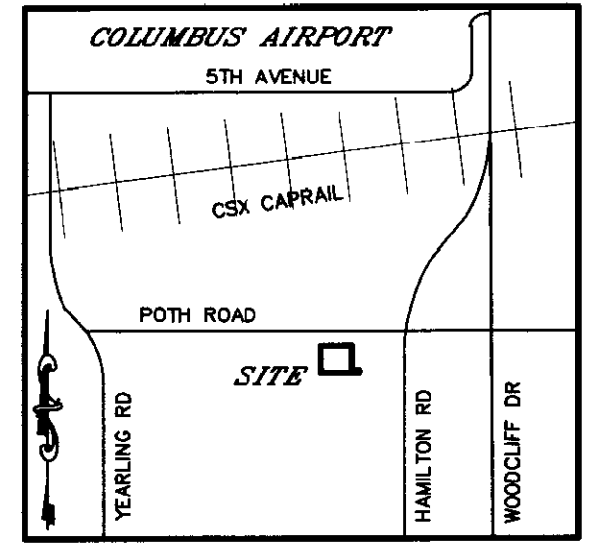 COLUMBUS AIRPORT
5TH AVENUE
CSX CAPRAIL
POTH ROAD
SITE
YEARLING RD
HAMILTON RD
WOODCLIFF DR